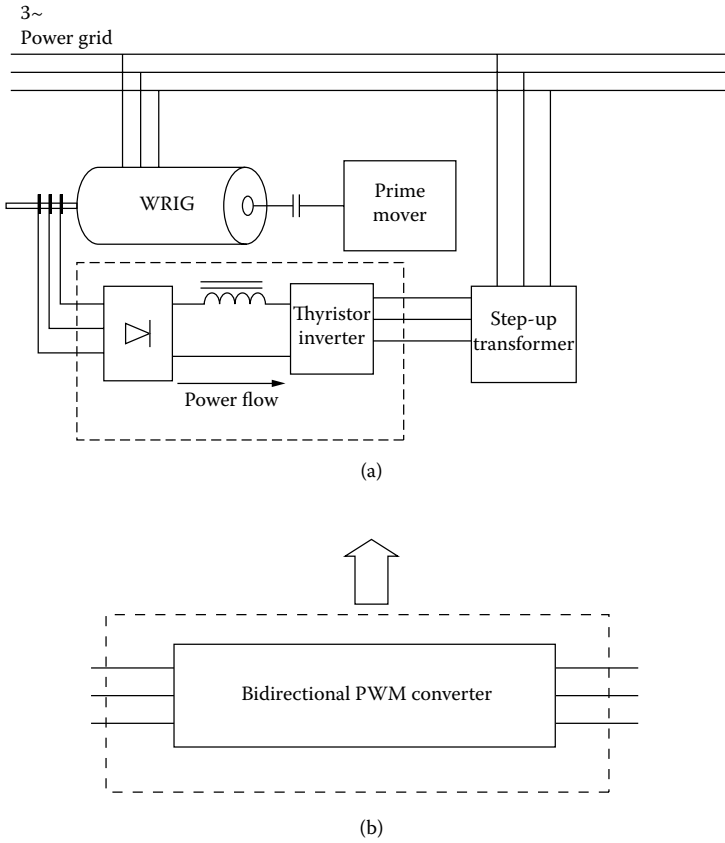 3~
Power grid
WRIG
Prime
mover
Thyristor
inverter
Step-up
transformer
Power flow
(a)
Bidirectional PWM converter
(b)